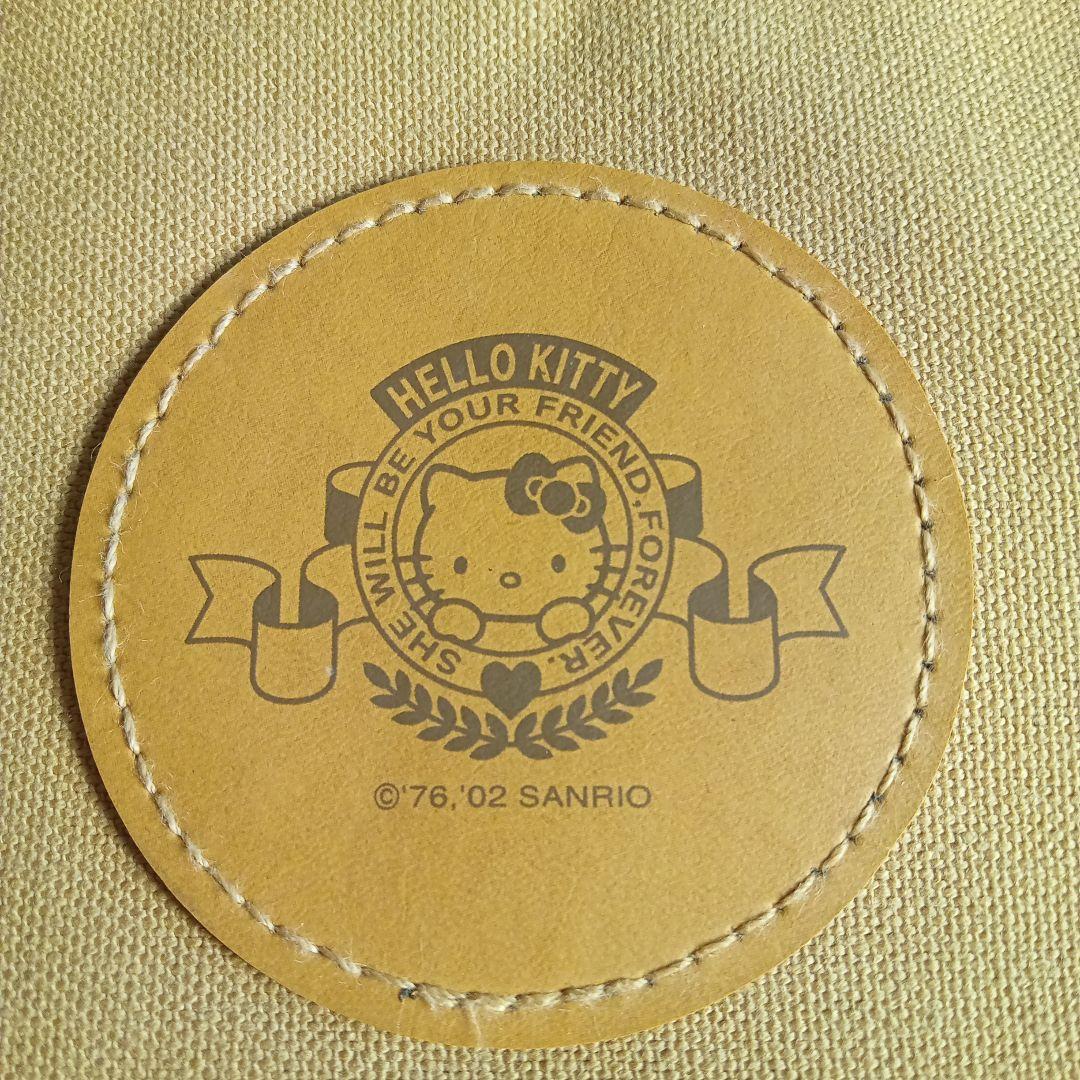 HELLO KITTY
SHE WILL BE YOUR FRIEND, FOREVER.
©'76,'02 SANRIO